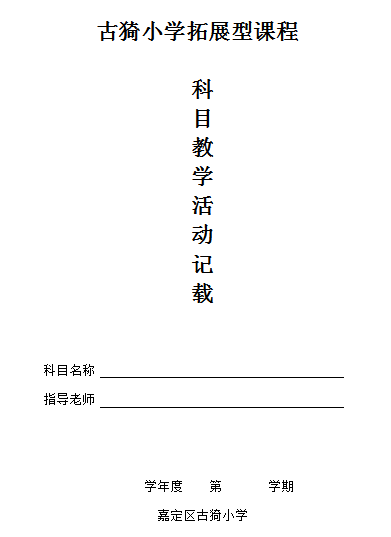 古猗小学拓展型课程
科
目
教
学
活
动
记
载
科目名称
指导老师
学年度 第 学期
嘉定区古猗小学